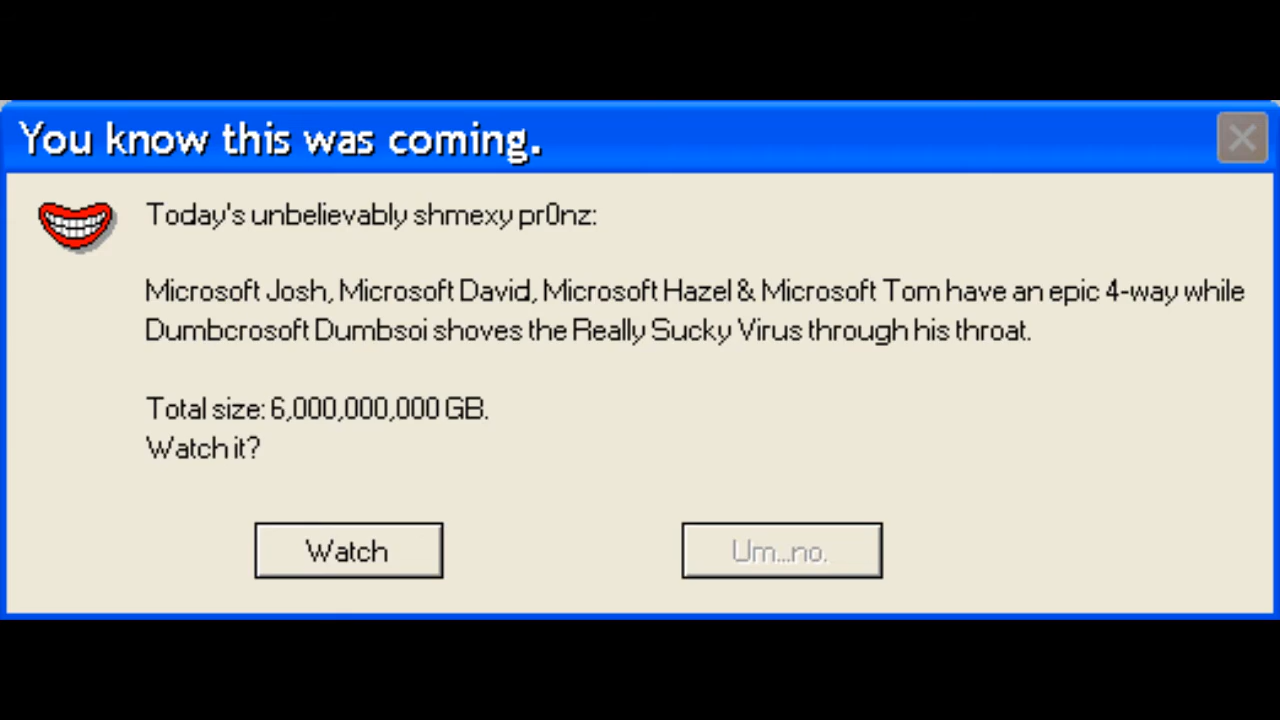 You know this was coming.
Today's unbelievably shmexy pr0nz:
Microsoft Josh, Microsoft David, Microsoft Hazel & Microsoft Tom have an epic 4-way while
Dumbcrosoft Dumbsoi shoves the Really Sucky Virus through his throat.
Total size: 6,000,000,000 GB.
Watch it?
Watch
Um...no.